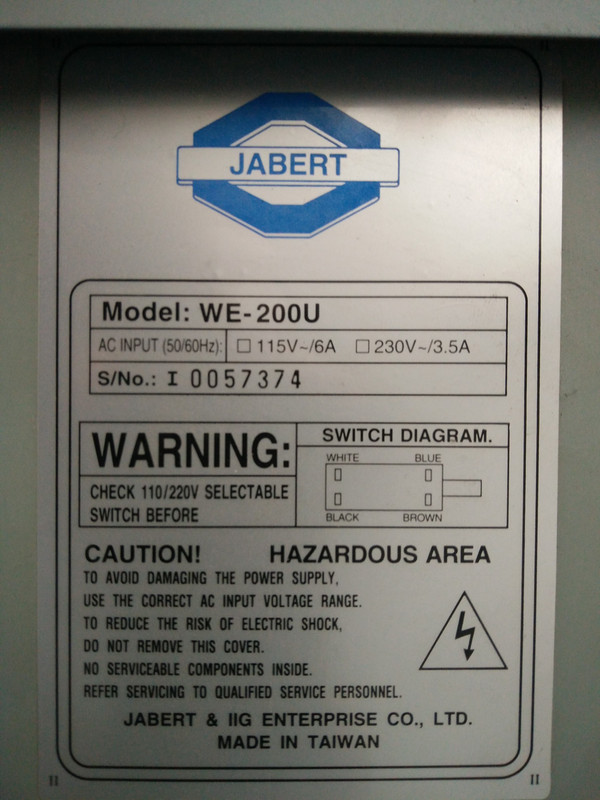 JABERT
Model: WE-200U
AC INPUT (50/60Hz): □ 115V~/6A □ 230V~/3.5A
S/No.: I 0057374
WARNING:
CHECK 110/220V SELECTABLE
SWITCH BEFORE
SWITCH DIAGRAM.
WHITE BLUE
BLACK BROWN
CAUTION! HAZARDOUS AREA
TO AVOID DAMAGING THE POWER SUPPLY,
USE THE CORRECT AC INPUT VOLTAGE RANGE.
TO REDUCE THE RISK OF ELECTRIC SHOCK,
DO NOT REMOVE THIS COVER.
NO SERVICEABLE COMPONENTS INSIDE.
REFER SERVICING TO QUALIFIED SERVICE PERSONNEL.
JABERT & IIG ENTERPRISE CO., LTD.
MADE IN TAIWAN